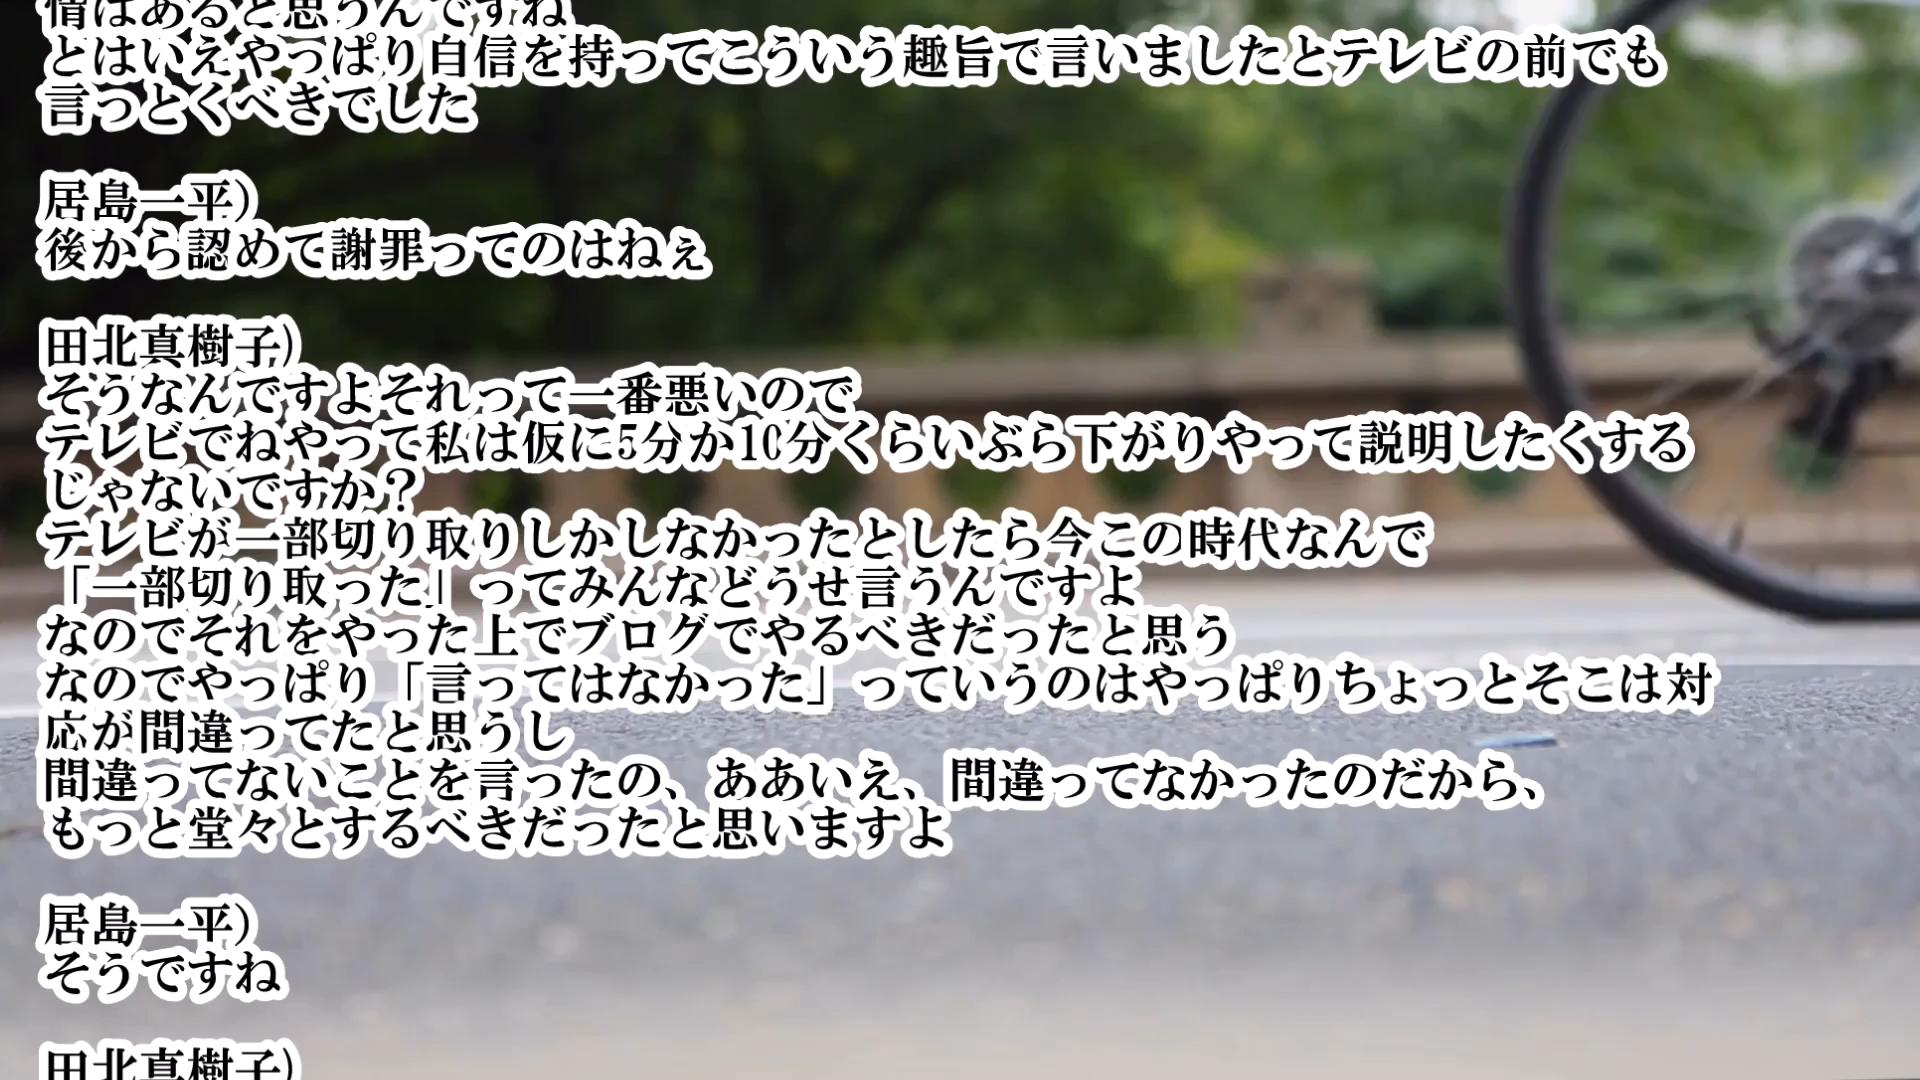 情はあると思うんですね
とはいえやっぱり自信を持ってこういう趣旨で言いましたとテレビの前でも
言っとくべきでした
居島一平）
後から認めて謝罪ってのはねぇ
田北真樹子）
そうなんですよそれって一番悪いので
テレビでねやって私は仮に5分か10分くらいぶら下がりやって説明したくする
じゃないですか？
テレビが一部切り取りしかしなかったとしたら今この時代なんで
「一部切り取った」ってみんなどうせ言うんですよ
なのでそれをやった上でブログでやるべきだったと思う
なのでやっぱり「言ってはなかった」っていうのはやっぱりちょっとそこは対
応が間違ってたと思うし
間違ってないことを言ったの、ああいえ、間違ってなかったのだから、
もっと堂々とするべきだったと思いますよ
居島一平）
そうですね
田北真樹子）